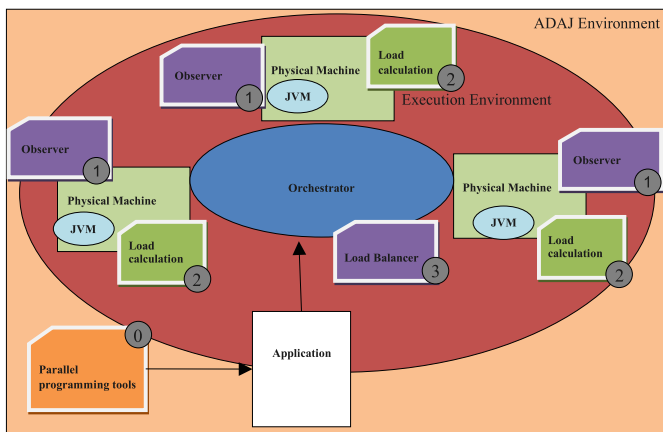 ADAJ Environment
Observer
1
Physical Machine
JVM
Load
calculation
2
Execution Environment
Observer
1
Physical Machine
JVM
Load
calculation
2
Orchestrator
Observer
1
Physical Machine
JVM
Load
calculation
2
Load Balancer
3
0
Parallel
programming tools
Application